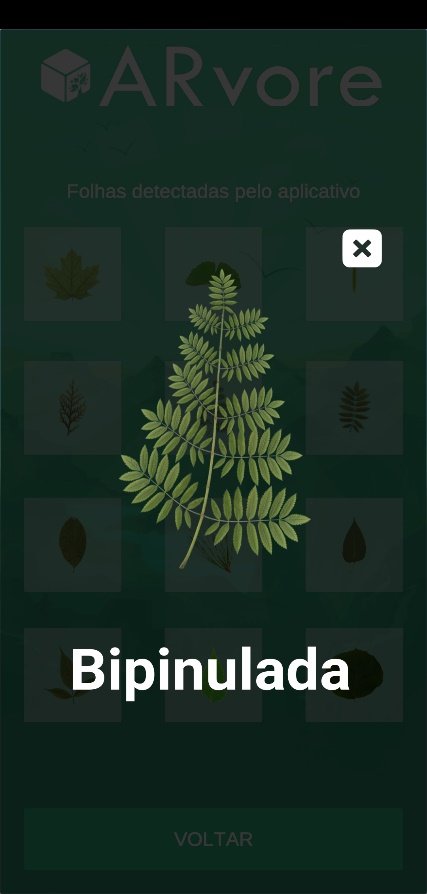 ARvore
Folhas detectadas pelo aplicativo
Bipinulada
VOLTAR